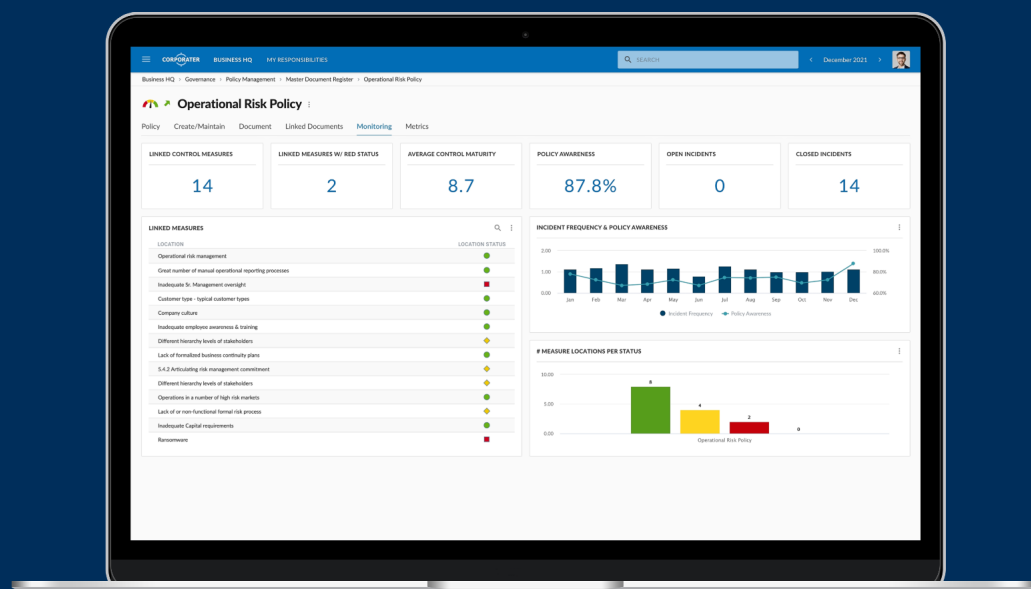 CORPORATER BUSINESS HQ MY RESPONSIBILITIES SEARCH < December 2021 >
Business HQ > Governance > Policy Management > Master Document Register > Operational Risk Policy
Operational Risk Policy
Policy Create/Maintain Document Linked Documents Monitoring Metrics
LINKED CONTROL MEASURES
14
LINKED MEASURES W/ RED STATUS
2
AVERAGE CONTROL MATURITY
8.7
POLICY AWARENESS
87.8%
OPEN INCIDENTS
0
CLOSED INCIDENTS
14
LINKED MEASURES
LOCATION LOCATION STATUS
Operational risk management
Great number of manual operational reporting processes
Inadequate Sr. Management oversight
Customer type - typical customer types
Company culture
Inadequate employee awareness & training
Different hierarchy levels of stakeholders
Lack of formalized business continuity plans
5.4.2 Articulating risk management commitment
Different hierarchy levels of stakeholders
Operations in a number of high risk markets
Lack of or non-functional formal risk process
Inadequate Capital requirements
Ransomware
INCIDENT FREQUENCY & POLICY AWARENESS
2.00 100.0%
1.00 80.0%
0.00 60.0%
Jan Feb Mar Apr May Jun Jul Aug Sep Oct Nov Dec
Incident Frequency Policy Awareness
# MEASURE LOCATIONS PER STATUS
10.00
8
5.00
4
2
0
0.00
Operational Risk Policy